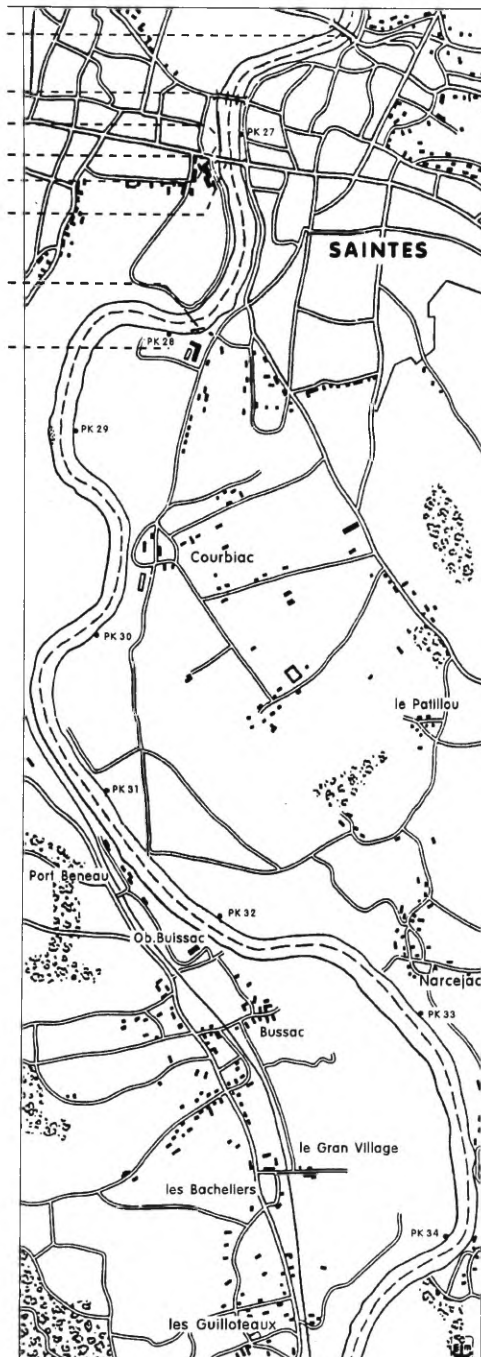 PK 27
SAINTES
PK 28
PK 29
Courbiac
PK 30
le Patillou
PK 31
Port Beneau
PK 32
Ob.Buissac
Narcejac
PK 33
Bussac
le Gran Village
les Bacheliers
PK 34
les Guilloteaux